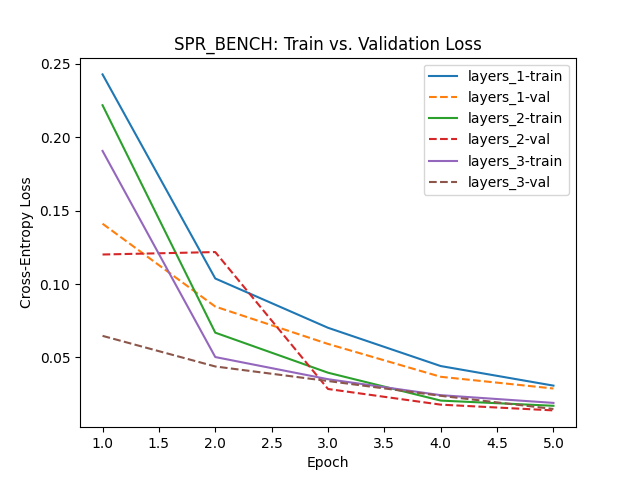 SPR_BENCH: Train vs. Validation Loss
Cross-Entropy Loss
0.25
0.20
0.15
0.10
0.05
layers_1-train
layers_1-val
layers_2-train
layers_2-val
layers_3-train
layers_3-val
1.0 1.5 2.0 2.5 3.0 3.5 4.0 4.5 5.0
Epoch